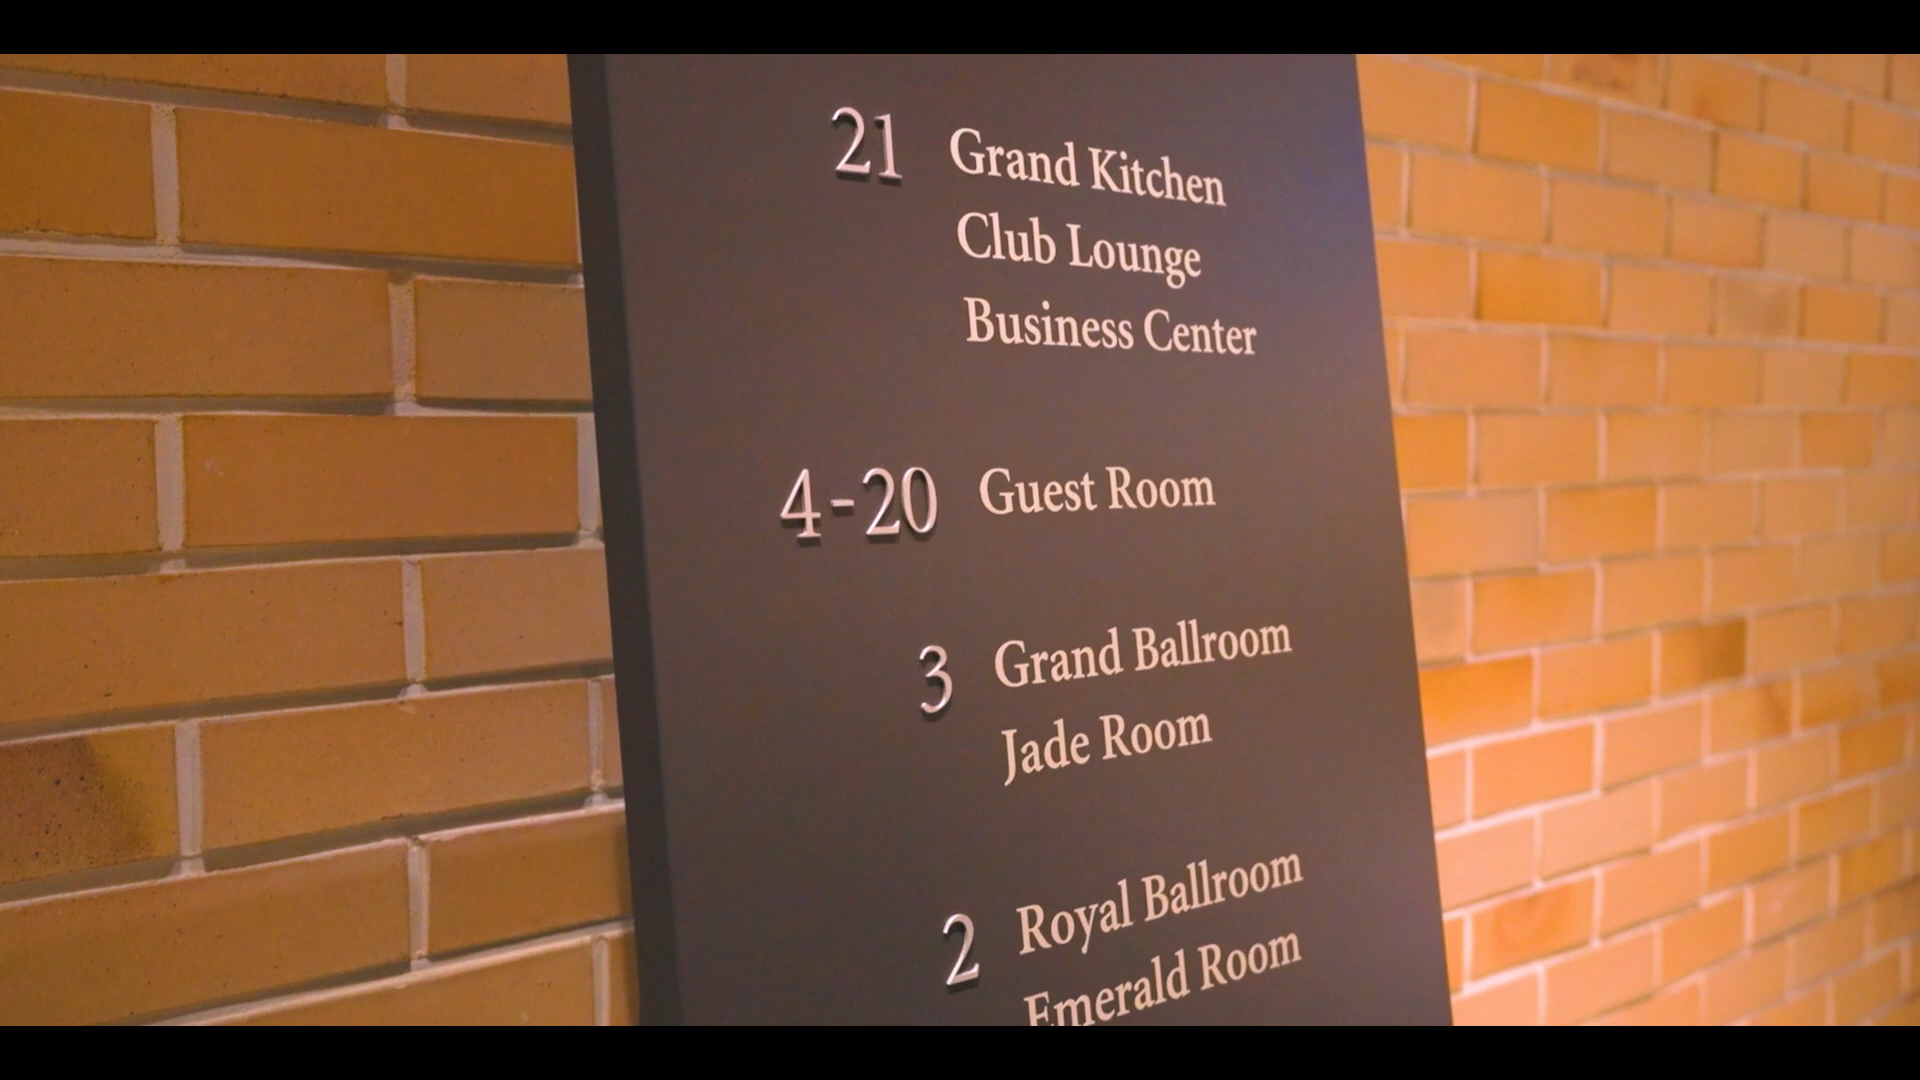 21 Grand Kitchen
Club Lounge
Business Center
4-20 Guest Room
3 Grand Ballroom
Jade Room
2 Royal Ballroom
Emerald Room